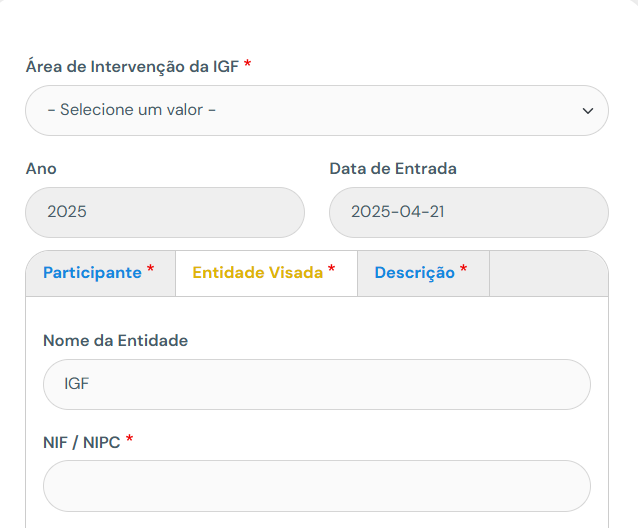 Área de Intervenção da IGF *
- Selecione um valor -
Ano
Data de Entrada
2025
2025-04-21
Participante *
Entidade Visada *
Descrição *
Nome da Entidade
IGF
NIF / NIPC *